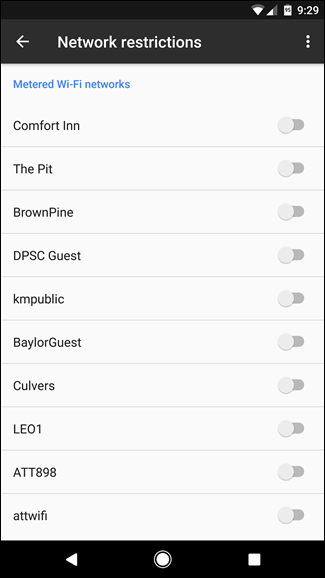 9:29
Network restrictions
Metered Wi-Fi networks
Comfort Inn
The Pit
BrownPine
DPSC Guest
kmpublic
BaylorGuest
Culvers
LEO1
ATT898
attwifi